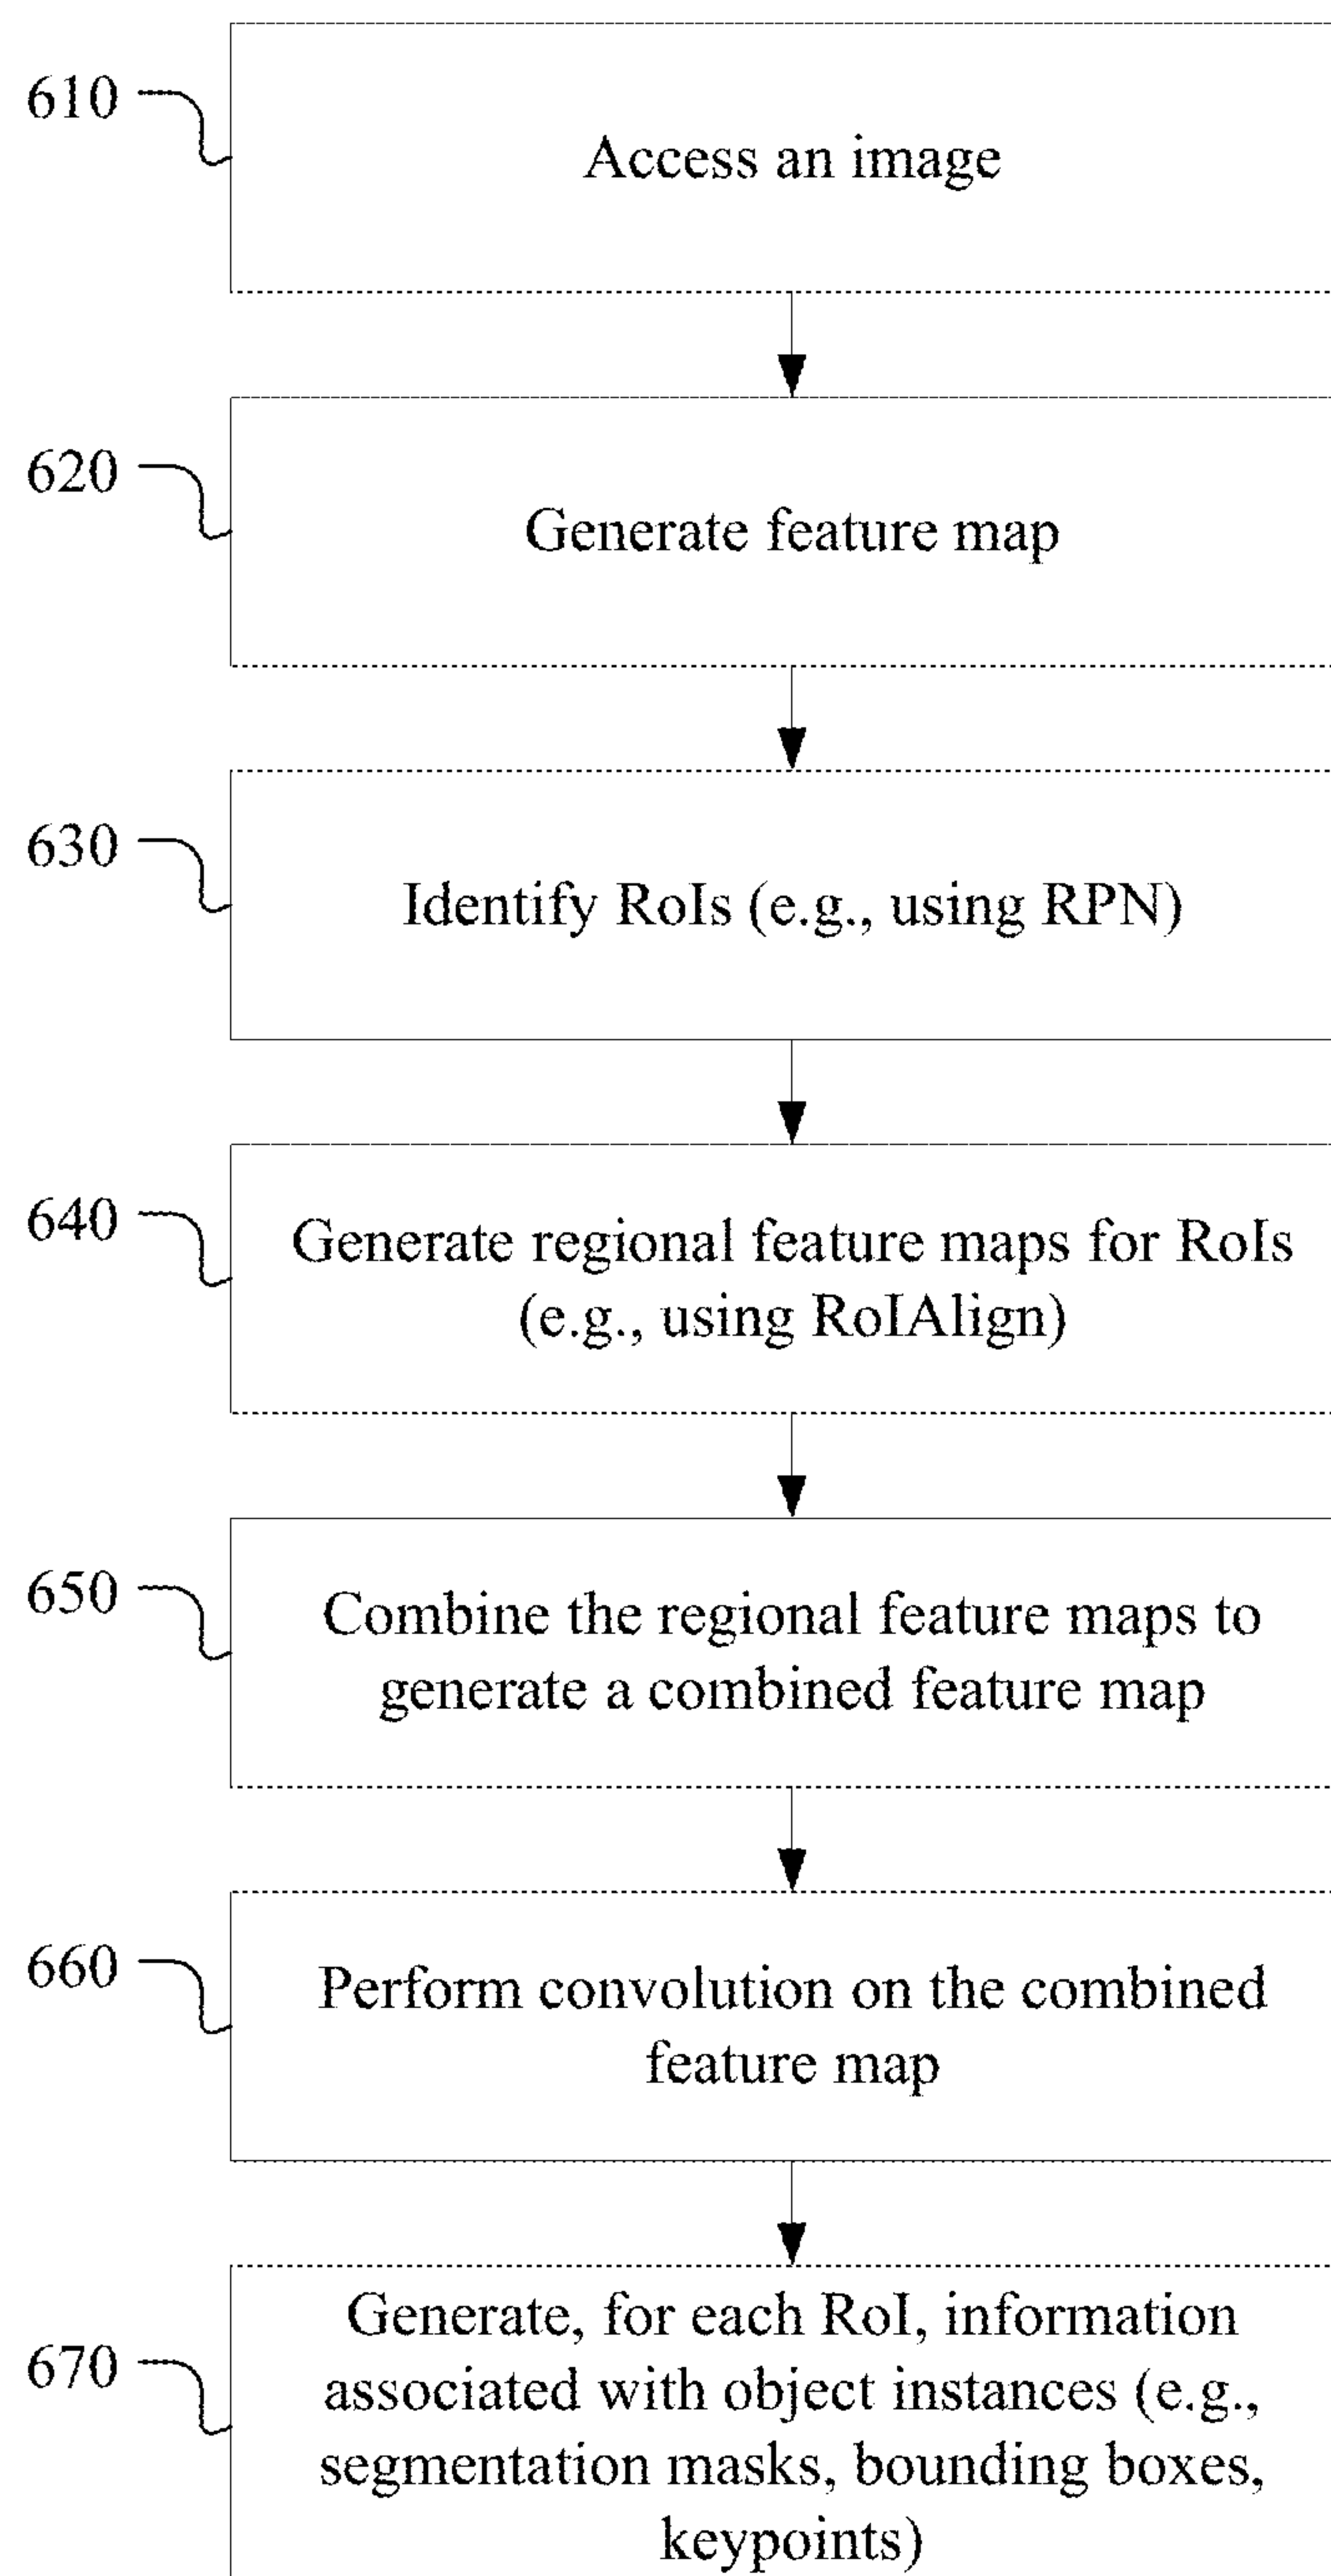 610
Access an image
620
Generate feature map
630
Identify RoIs (e.g., using RPN)
640
Generate regional feature maps for RoIs
(e.g., using RoIAlign)
650
Combine the regional feature maps to
generate a combined feature map
660
Perform convolution on the combined
feature map
670
Generate, for each RoI, information
associated with object instances (e.g.,
segmentation masks, bounding boxes,
keypoints)